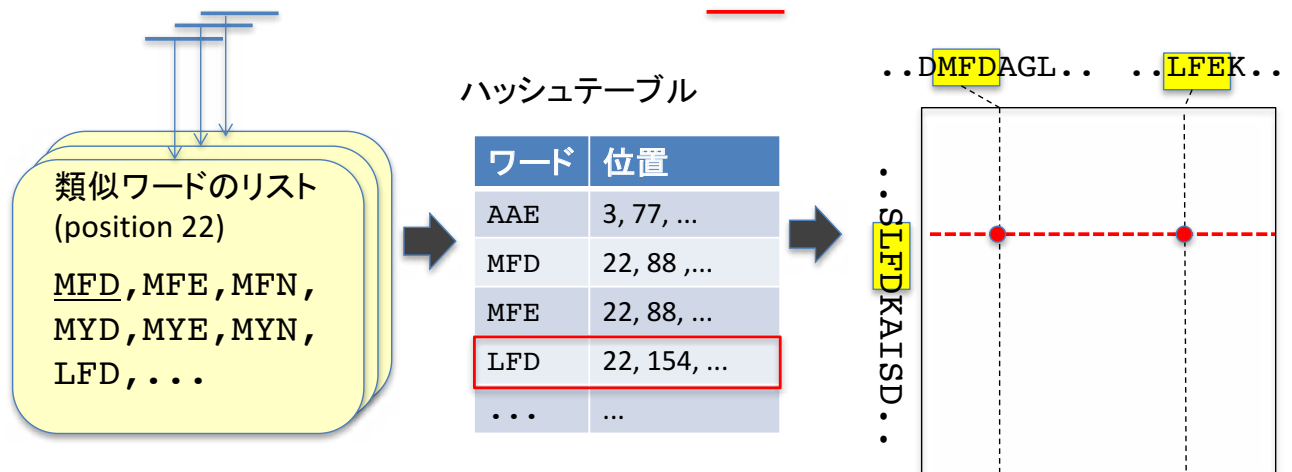 類似ワードのリスト
(position 22)
MFD,MFE,MFN,
MYD,MYE,MYN,
LFD,...
ハッシュテーブル
ワード 位置
AAE 3, 77, ...
MFD 22, 88 ,...
MFE 22, 88, ...
LFD 22, 154, ...
... ...
..DMFDAGL.. ..LFEK..
..SLFDKAISD..